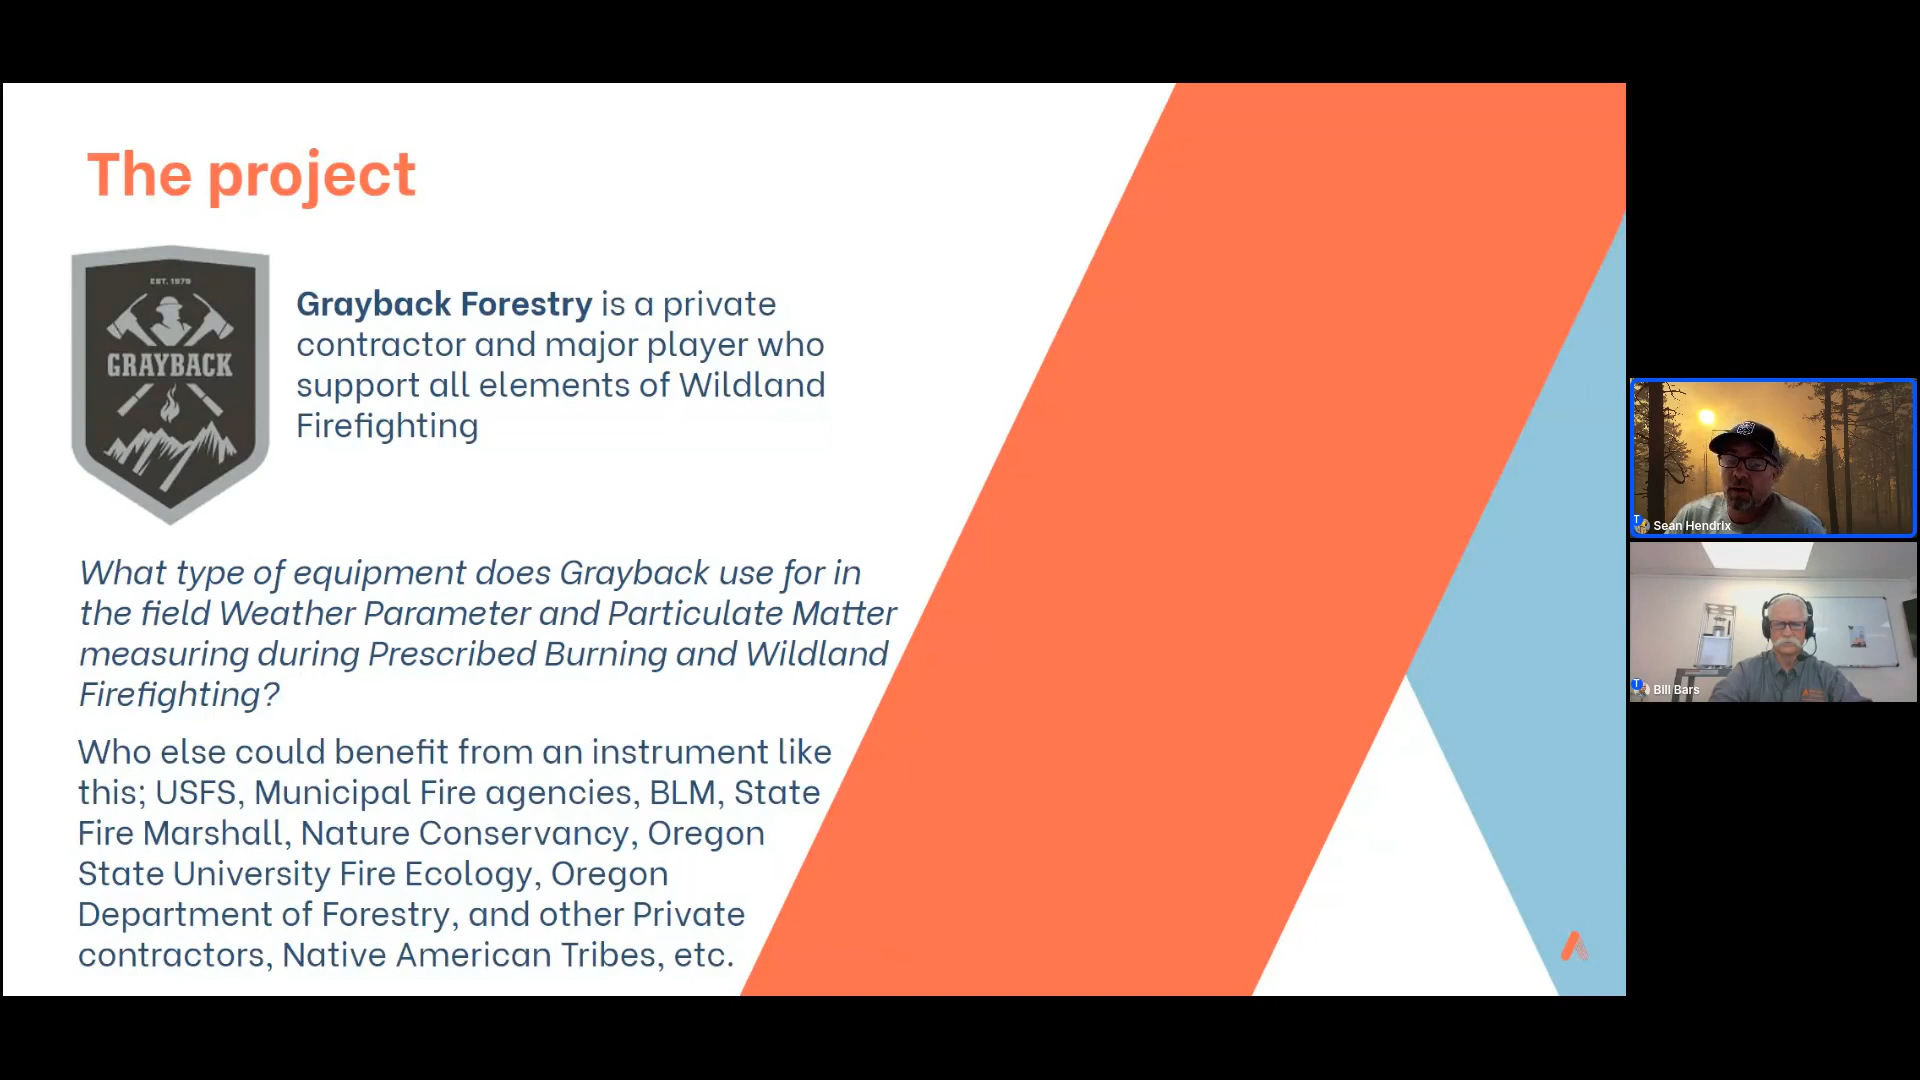 The project
EST. 1979
GRAYBACK
Grayback Forestry is a private
contractor and major player who
support all elements of Wildland
Firefighting
What type of equipment does Grayback use for in
the field Weather Parameter and Particulate Matter
measuring during Prescribed Burning and Wildland
Firefighting?
Who else could benefit from an instrument like
this; USFS, Municipal Fire agencies, BLM, State
Fire Marshall, Nature Conservancy, Oregon
State University Fire Ecology, Oregon
Department of Forestry, and other Private
contractors, Native American Tribes, etc.
T
Sean Hendrix
T
Bill Bars